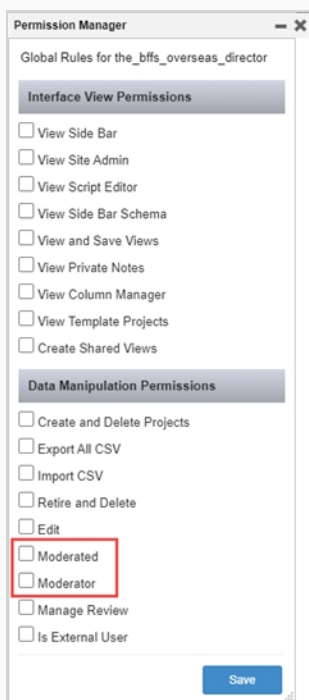 Permission Manager
Global Rules for the_bffs_overseas_director
Interface View Permissions
View Side Bar
View Site Admin
View Script Editor
View Side Bar Schema
View and Save Views
View Private Notes
View Column Manager
View Template Projects
Create Shared Views
Data Manipulation Permissions
Create and Delete Projects
Export All CSV
Import CSV
Retire and Delete
Edit
Moderated
Moderator
Manage Review
Is External User
Save